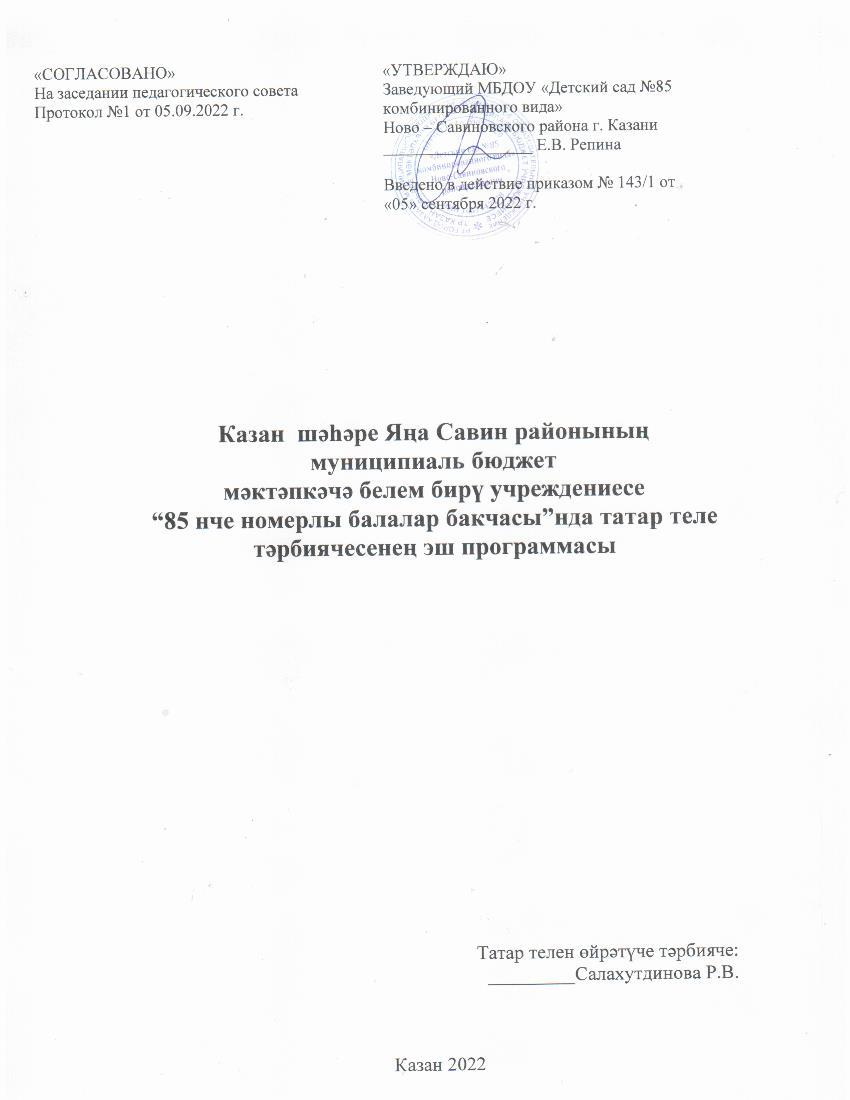 «СОГЛАСОВАНО»
На заседании педагогического совета
Протокол №1 от 05.09.2022 г.
«УТВЕРЖДАЮ»
Заведующий МБДОУ «Детский сад №85
комбинированного вида»
Ново – Савиновского района г. Казани
_________________ Е.В. Репина
Введено в действие приказом № 143/1 от
«05» сентября 2022 г.
Казан шәһәре Яңа Савин районының
муниципиаль бюджет
мәктәпкәчә белем бирү учреждениесе
“85 нче номерлы балалар бакчасы”нда татар теле
тәрбиячесенең эш программасы
Татар телен өйрәтүче тәрбияче:
_________Салахутдинова Р.В.
Казан 2022